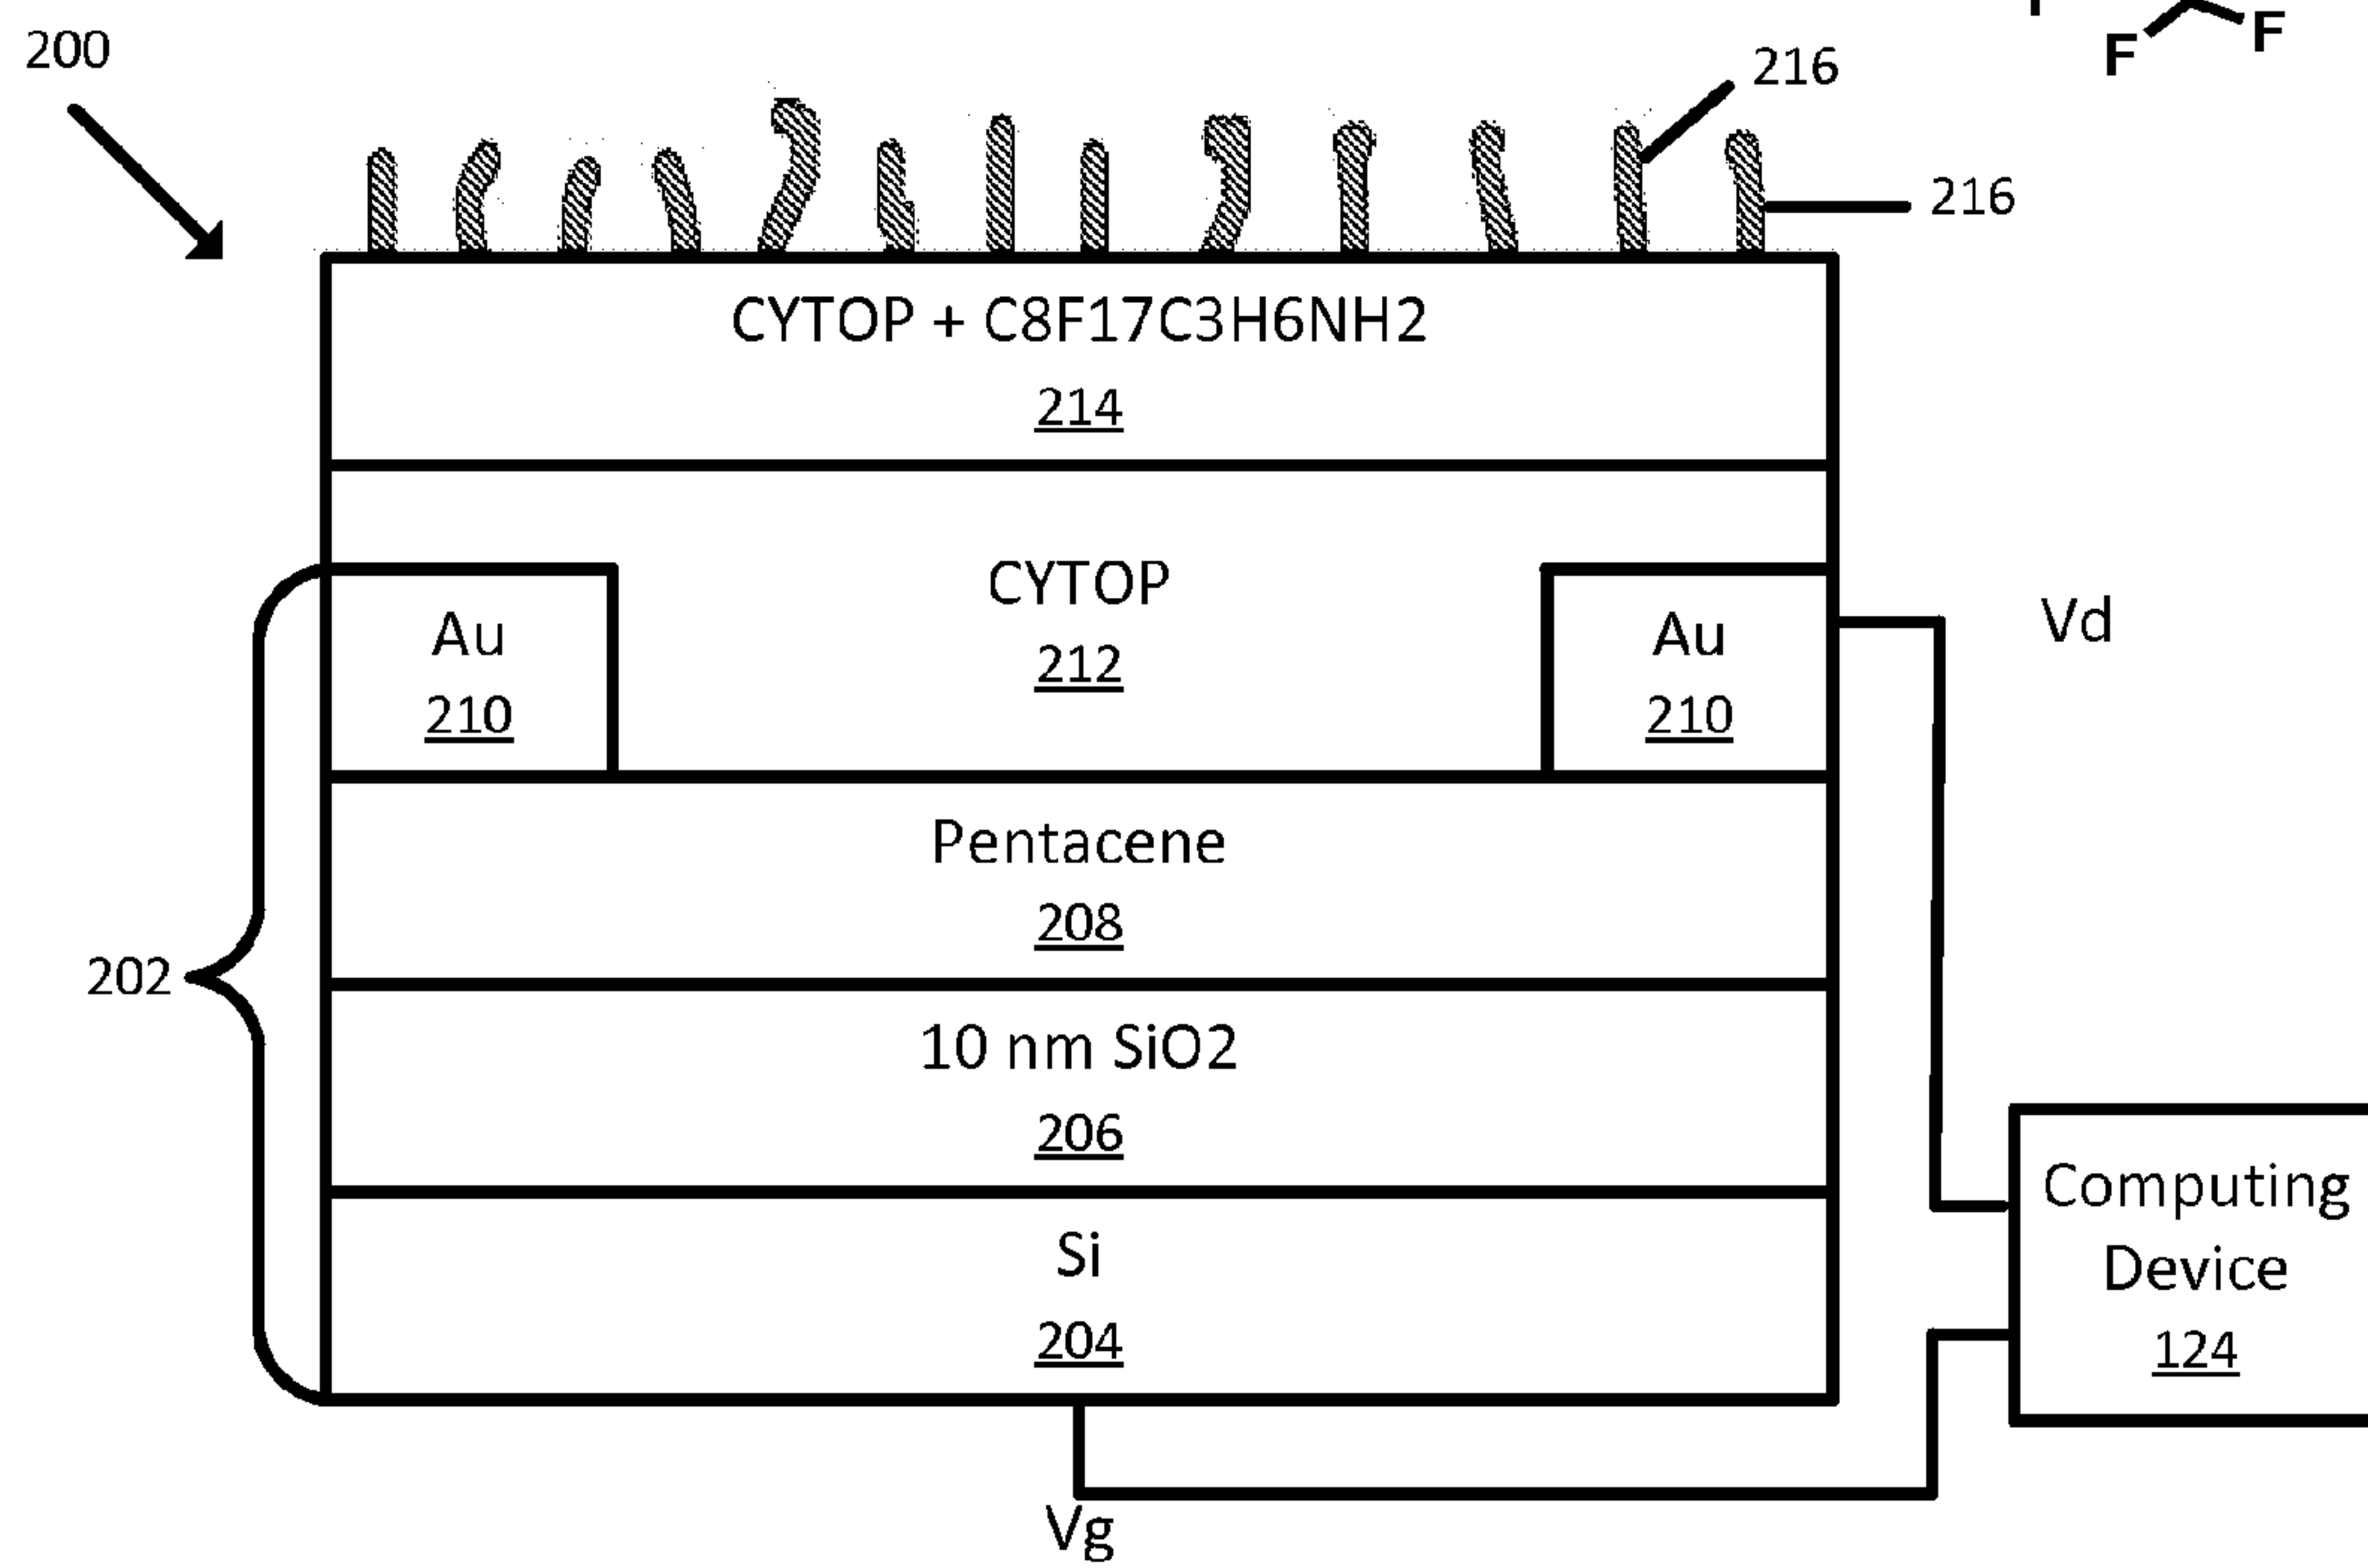 200
F
F
216
216
CYTOP + C8F17C3H6NH2
214
CYTOP
212
Au
210
Au
210
Vd
Pentacene
208
202
10 nm SiO2
206
Computing
Device
124
Si
204
Vg